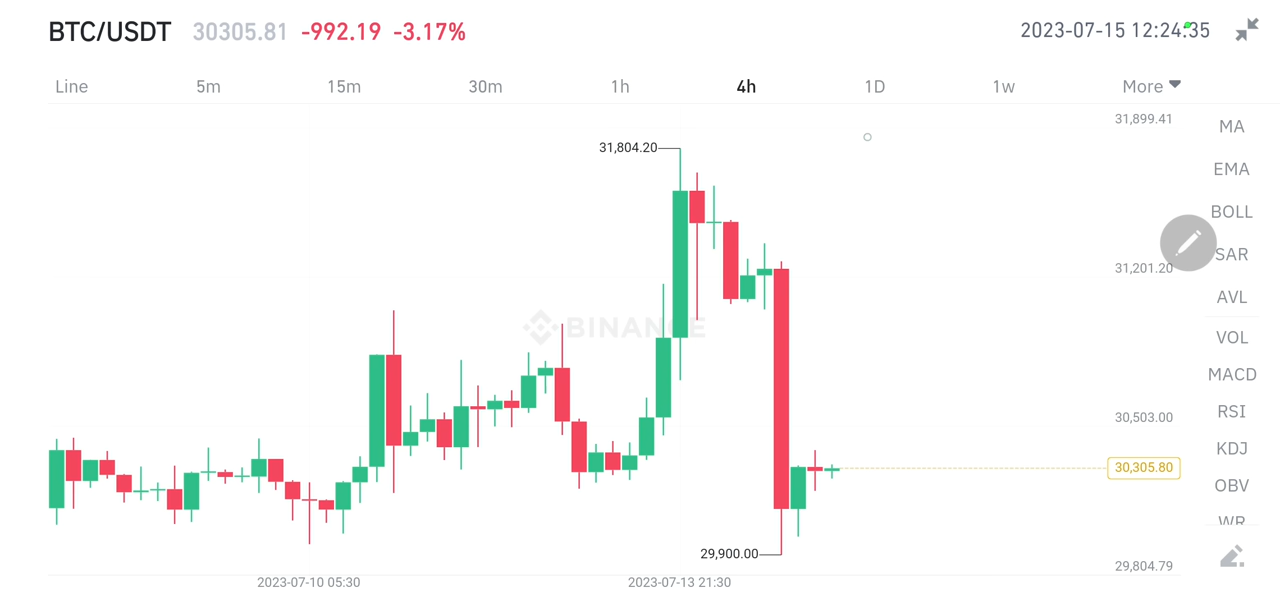 BTC/USDT 30305.81 -992.19 -3.17% 2023-07-15 12:24:35
Line 5m 15m 30m 1h 4h 1D 1w More
31,899.41
MA
31,804.20
EMA
BOLL
SAR
31,201.20
AVL
BINANCE
VOL
MACD
RSI
30,503.00
KDJ
30,305.80
OBV
WR
29,900.00
29,804.79
2023-07-10 05:30 2023-07-13 21:30